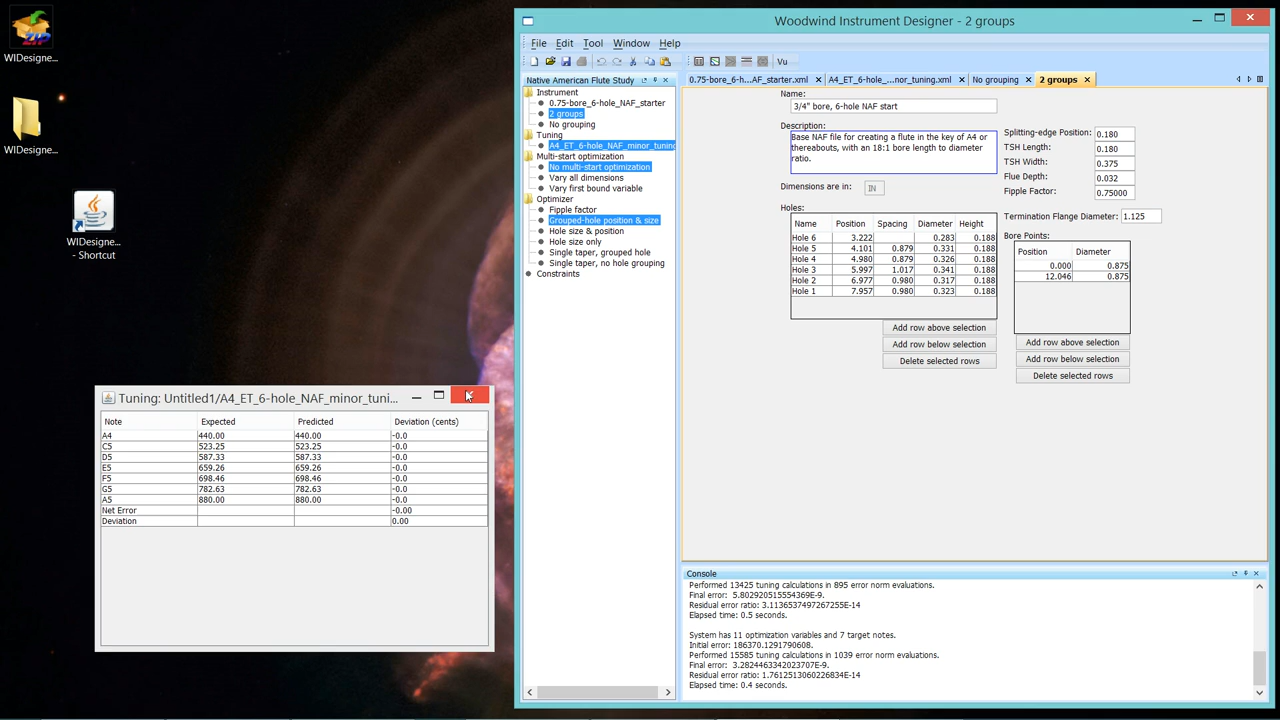 ZIP
WIDesigne...
WIDesigne...
WIDesigne...
- Shortcut
Woodwind Instrument Designer - 2 groups
File Edit Tool Window Help
Vu
Native American Flute Study
Instrument
0.75-bore_6-hole_NAF_starter
2 groups
No grouping
Tuning
A4_ET_6-hole_NAF_minor_tuning
Multi-start optimization
No multi-start optimization
Vary all dimensions
Vary first bound variable
Optimizer
Fipple factor
Grouped-hole position & size
Hole size & position
Hole size only
Single taper, grouped hole
Single taper, no hole grouping
Constraints
0.75-bore_6-h...AF_starter.xml A4_ET_6-hole_...nor_tuning.xml No grouping 2 groups
Name:
3/4" bore, 6-hole NAF start
Description:
Base NAF file for creating a flute in the key of A4 or
thereabouts, with an 18:1 bore length to diameter
ratio.
Dimensions are in: IN
Holes:
Name Position Spacing Diameter Height
Hole 6 3.222 0.283 0.188
Hole 5 4.101 0.879 0.331 0.188
Hole 4 4.980 0.879 0.326 0.188
Hole 3 5.997 1.017 0.341 0.188
Hole 2 6.977 0.980 0.317 0.188
Hole 1 7.957 0.980 0.323 0.188
Add row above selection
Add row below selection
Delete selected rows
Splitting-edge Position: 0.180
TSH Length: 0.180
TSH Width: 0.375
Flue Depth: 0.032
Fipple Factor: 0.75000
Termination Flange Diameter: 1.125
Bore Points:
Position Diameter
0.000 0.875
12.046 0.875
Add row above selection
Add row below selection
Delete selected rows
Tuning: Untitled1/A4_ET_6-hole_NAF_minor_tuni...
Note Expected Predicted Deviation (cents)
A4 440.00 440.00 -0.0
C5 523.25 523.25 -0.0
D5 587.33 587.33 -0.0
E5 659.26 659.26 -0.0
F5 698.46 698.46 -0.0
G5 782.63 782.63 -0.0
A5 880.00 880.00 -0.0
Net Error -0.00
Deviation 0.00
Console
Performed 13425 tuning calculations in 895 error norm evaluations.
Final error: 5.802920515554369E-9.
Residual error ratio: 3.1136537497267255E-14
Elapsed time: 0.5 seconds.
System has 11 optimization variables and 7 target notes.
Initial error: 186370.1291790608.
Performed 15585 tuning calculations in 1039 error norm evaluations.
Final error: 3.2824463342023707E-9.
Residual error ratio: 1.7612513060226834E-14
Elapsed time: 0.4 seconds.